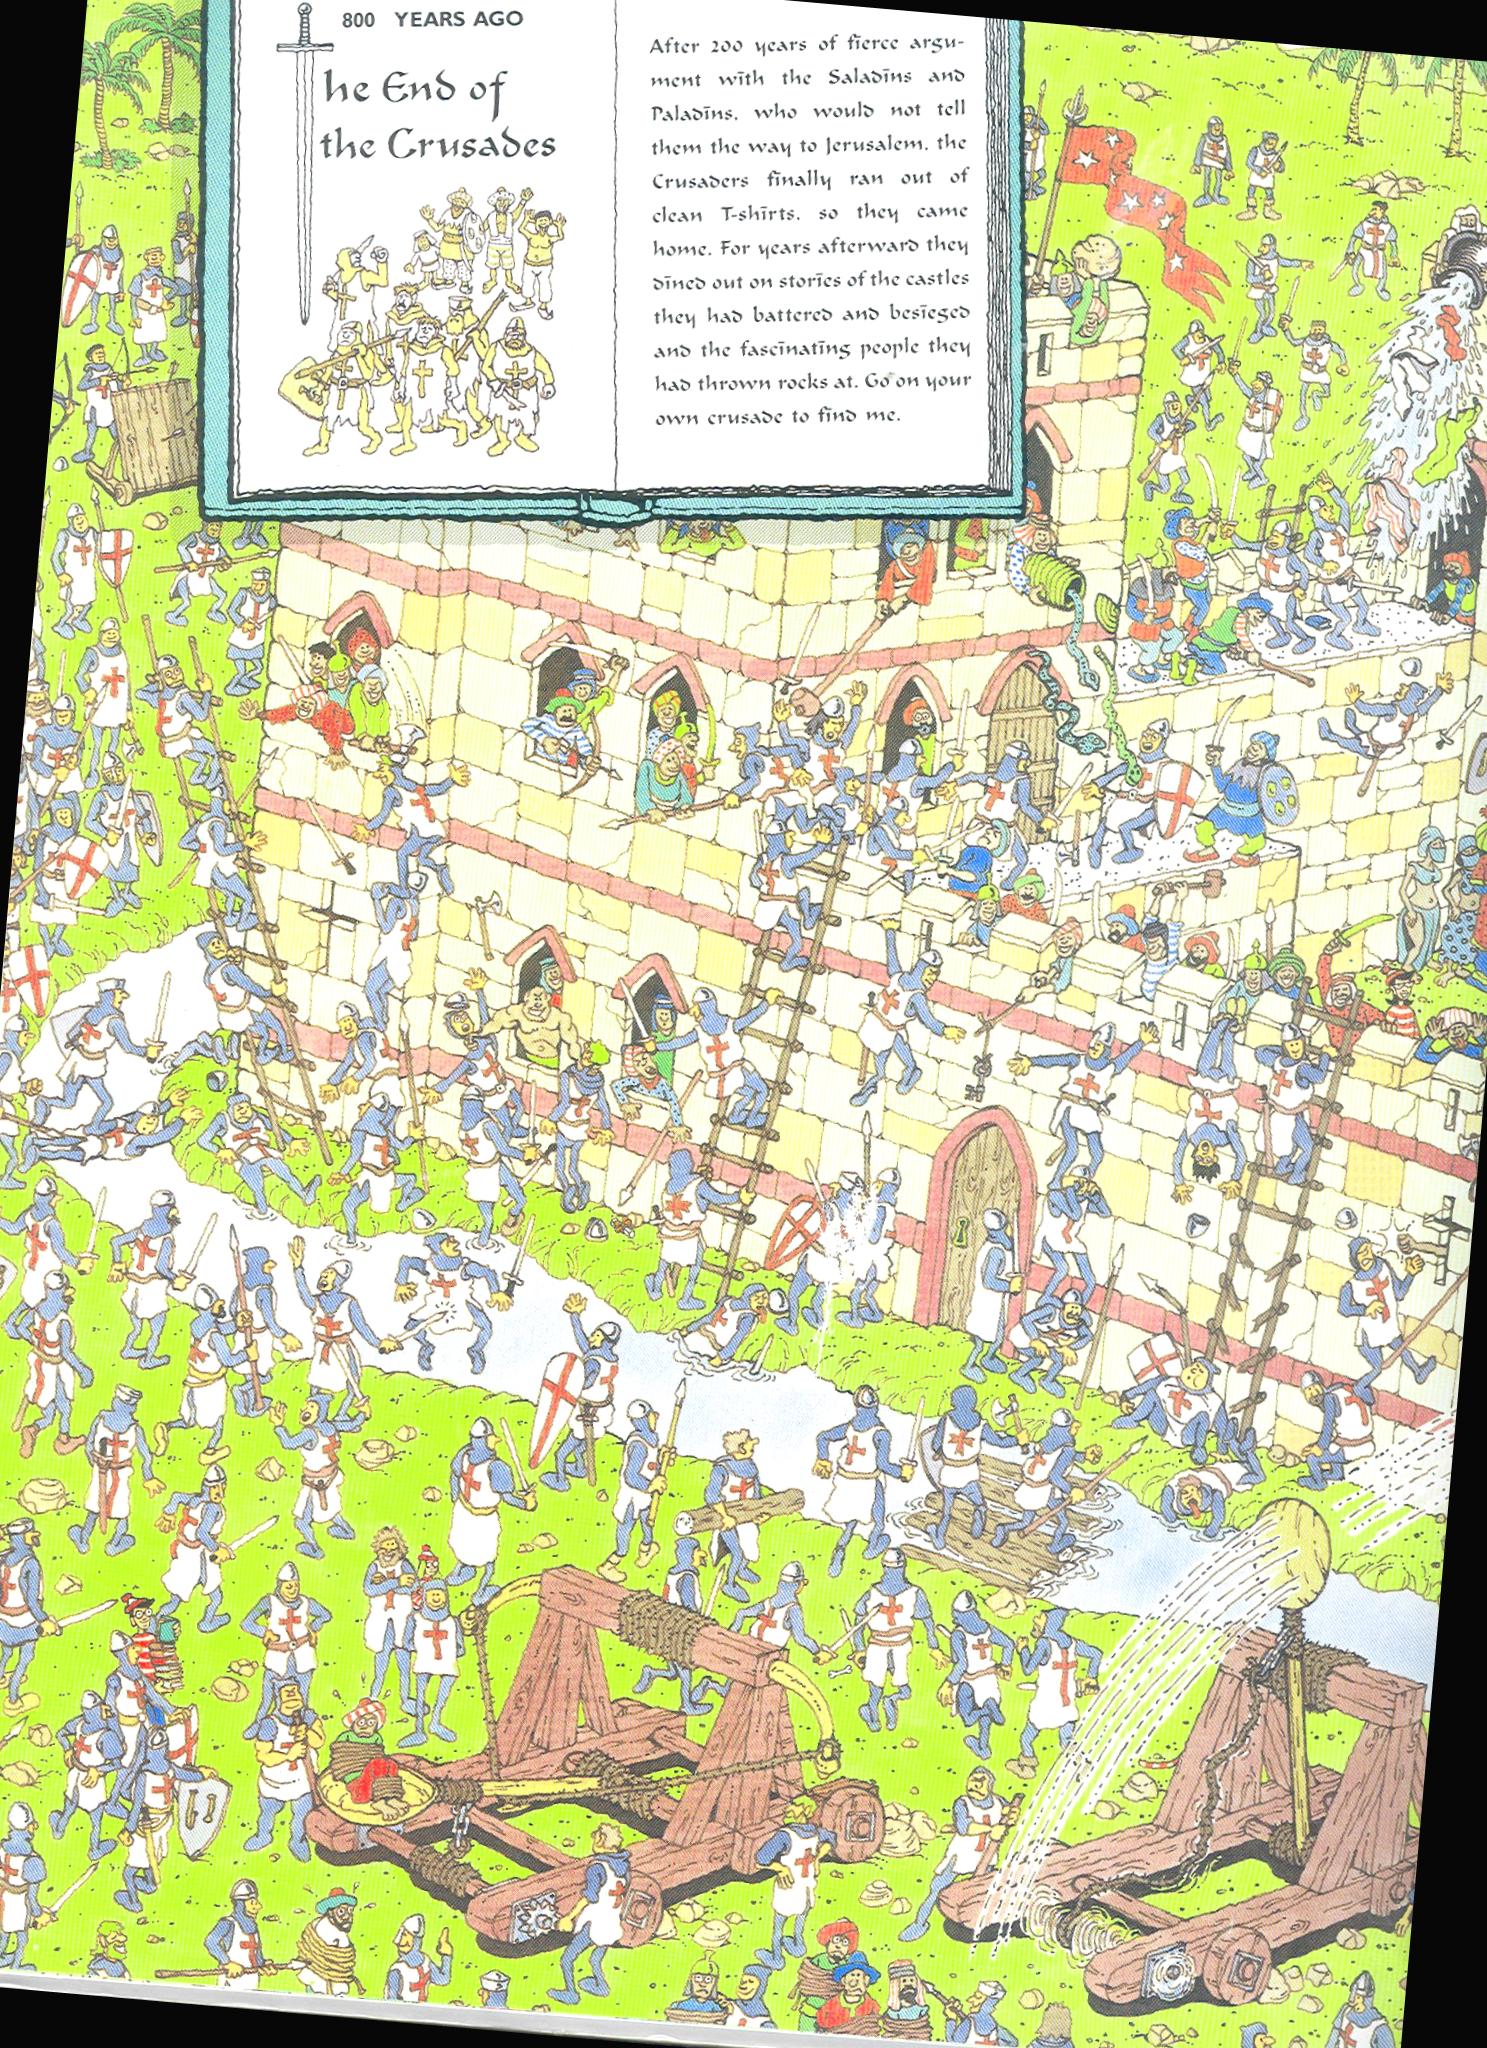 800 YEARS AGO
he End of
the Crusades
After 200 years of fierce argu-
ment with the Saladins and
Paladins, who would not tell
them the way to Jerusalem, the
Crusaders finally ran out of
clean T-shirts, so they came
home. For years afterward they
dined out on stories of the castles
they had battered and besieged
and the fascinating people they
had thrown rocks at. Go on your
own crusade to find me.